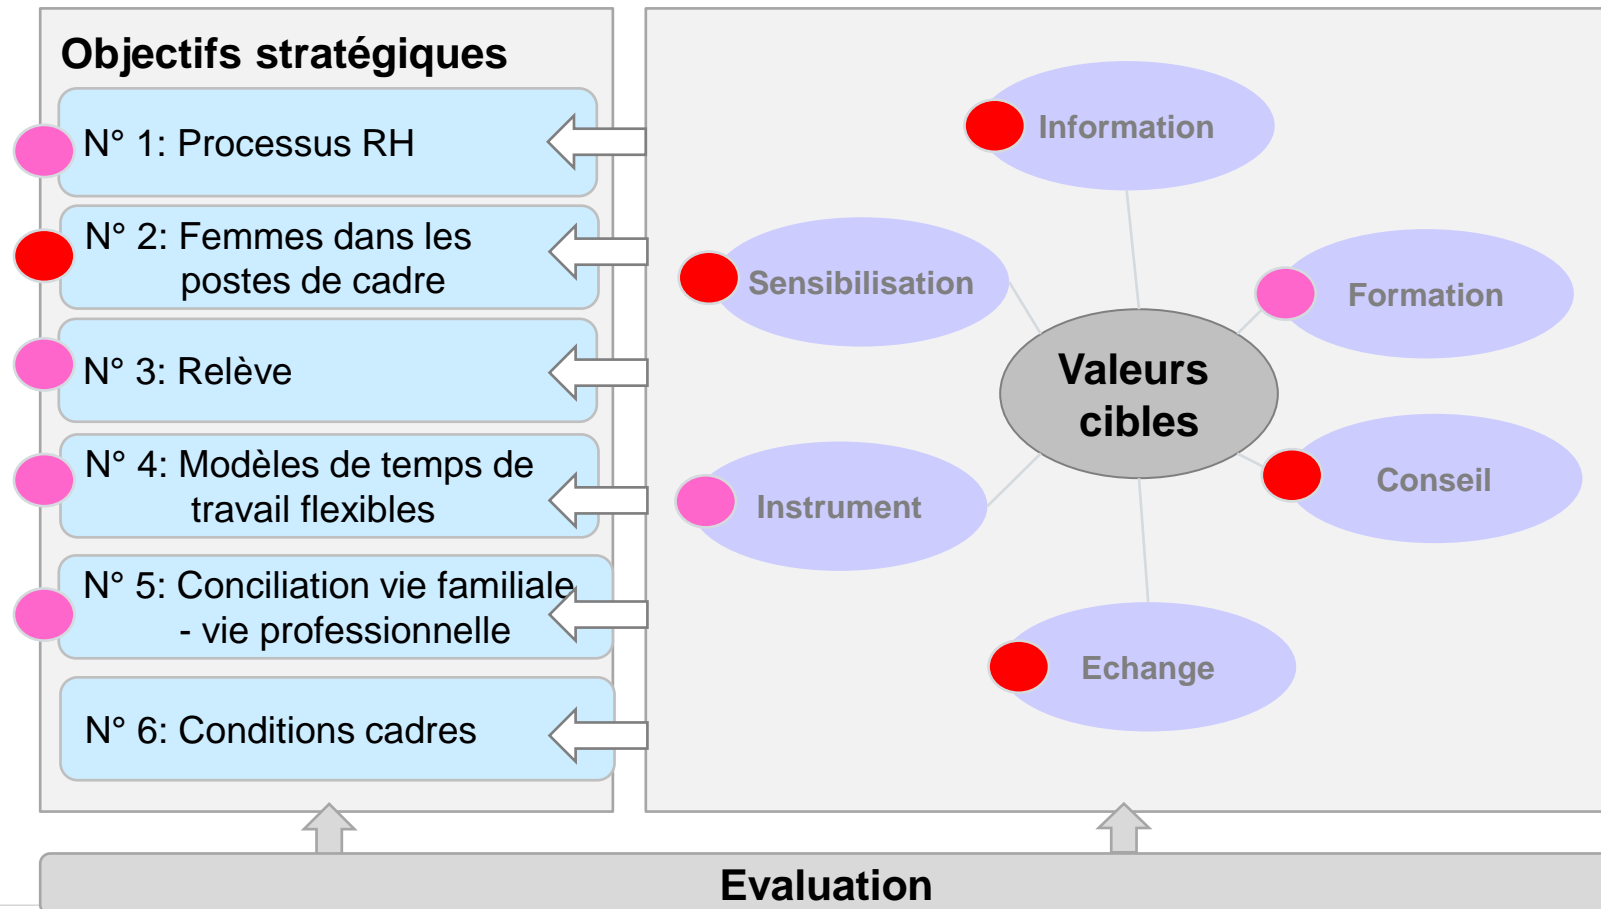 Objectifs stratégiques
N° 1: Processus RH
N° 2: Femmes dans les
postes de cadre
N° 3: Relève
N° 4: Modèles de temps de
travail flexibles
N° 5: Conciliation vie familiale
- vie professionnelle
N° 6: Conditions cadres
Information
Sensibilisation
Formation
Valeurs
cibles
Instrument
Conseil
Echange
Evaluation